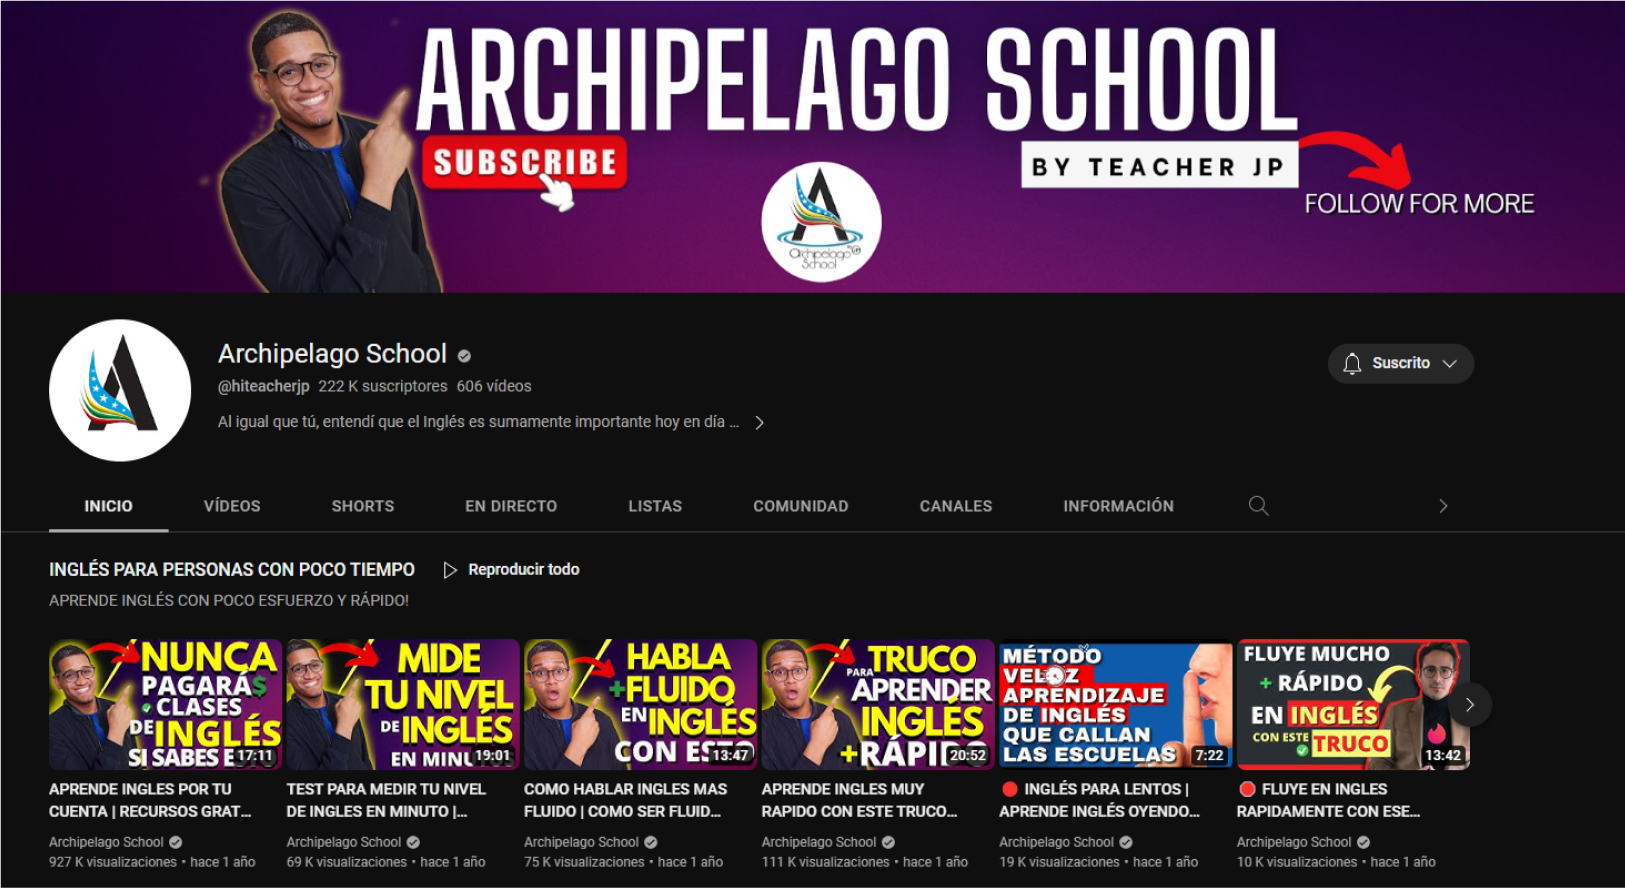 ARCHIPELAGO SCHOOL
SUBSCRIBE
BY TEACHER JP
FOLLOW FOR MORE
Archipelago
School
Archipelago School
@hiteacherjp 222 K suscriptores 606 vídeos
Al igual que tú, entendí que el Inglés es sumamente importante hoy en día ...
Suscrito
INICIO VÍDEOS SHORTS EN DIRECTO LISTAS COMUNIDAD CANALES INFORMACIÓN
INGLÉS PARA PERSONAS CON POCO TIEMPO
Reproducir todo
APRENDE INGLÉS CON POCO ESFUERZO Y RÁPIDO!
NUNCA
PAGARÁ$
CLASES
DE INGLÉS
SI SABES
17:11
MIDE
TU NIVEL
DE INGLÉS
EN
19:01
HABLA
+FLUIDO
EN INGLÉS
CON
13:47
TRUCO
PARA APRENDER
INGLÉS
20:52
MÉTODO
VELOZ
APRENDIZAJE
DE INGLÉS
QUE CALLAN
LAS ESCUELAS
7:22
FLUYE MUCHO
+ RÁPIDO
EN INGLÉS
CON ESTE
TRUCO
13:42
APRENDE INGLES POR TU
CUENTA | RECURSOS GRAT...
Archipelago School
927 K visualizaciones • hace 1 año
TEST PARA MEDIR TU NIVEL
DE INGLES EN MINUTO |...
Archipelago School
69 K visualizaciones • hace 1 año
COMO HABLAR INGLES MAS
FLUIDO | COMO SER FLUID...
Archipelago School
75 K visualizaciones • hace 1 año
APRENDE INGLES MUY
RAPIDO CON ESTE TRUCO...
Archipelago School
111 K visualizaciones • hace 1 año
INGLÉS PARA LENTOS |
APRENDE INGLÉS OYENDO...
Archipelago School
19 K visualizaciones • hace 1 año
FLUYE EN INGLES
RAPIDAMENTE CON ESE...
Archipelago School
10 K visualizaciones • hace 1 año